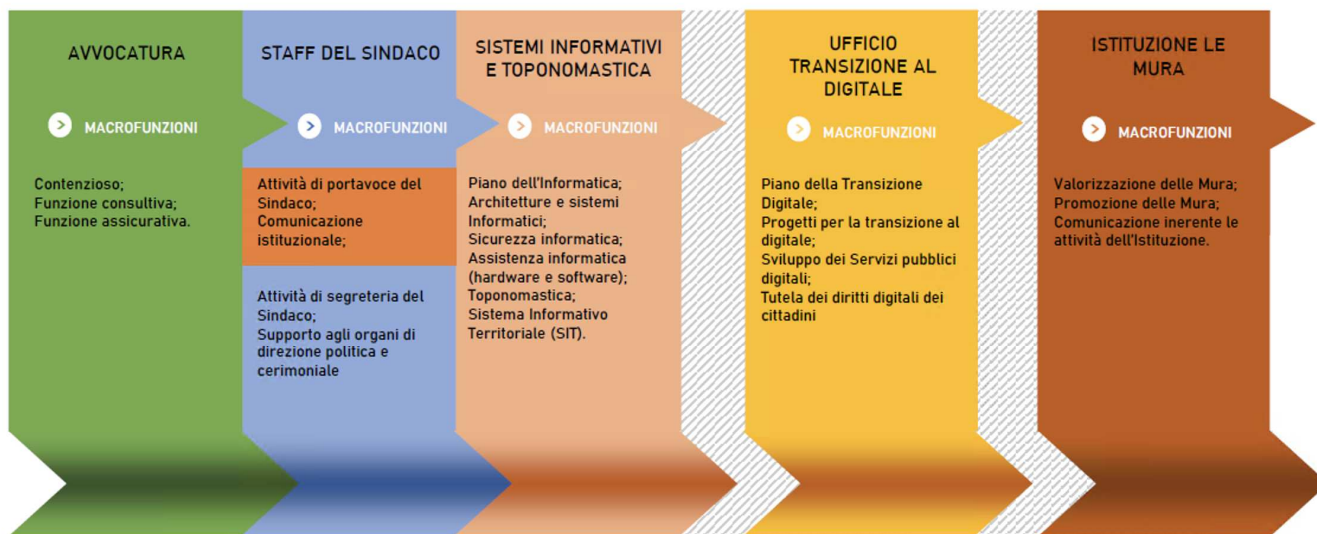 AVVOCATURA
MACROFUNZIONI
Contenzioso;
Funzione consultiva;
Funzione assicurativa.
STAFF DEL SINDACO
MACROFUNZIONI
Attività di portavoce del
Sindaco;
Comunicazione
istituzionale;
Attività di segreteria del
Sindaco;
Supporto agli organi di
direzione politica e
cerimoniale
SISTEMI INFORMATIVI
E TOPONOMASTICA
MACROFUNZIONI
Piano dell'Informatica;
Architetture e sistemi
Informatici;
Sicurezza informatica;
Assistenza informatica
(hardware e software);
Toponomastica;
Sistema Informativo
Territoriale (SIT).
UFFICIO
TRANSIZIONE AL
DIGITALE
MACROFUNZIONI
Piano della Transizione
Digitale;
Progetti per la transizione al
digitale;
Sviluppo dei Servizi pubblici
digitali;
Tutela dei diritti digitali dei
cittadini
ISTITUZIONE LE
MURA
MACROFUNZIONI
Valorizzazione delle Mura;
Promozione delle Mura;
Comunicazione inerente le
attività dell'Istituzione.